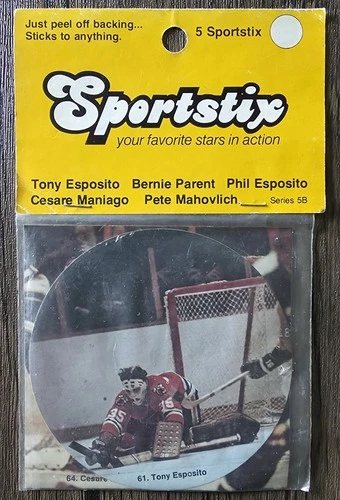 Just peel off backing...
Sticks to anything.
5 Sportstix
Sportstix
your favorite stars in action
Tony Esposito Bernie Parent Phil Esposito
Cesare Maniago Pete Mahovlich Series 5B
35
64. Cesare
61. Tony Esposito